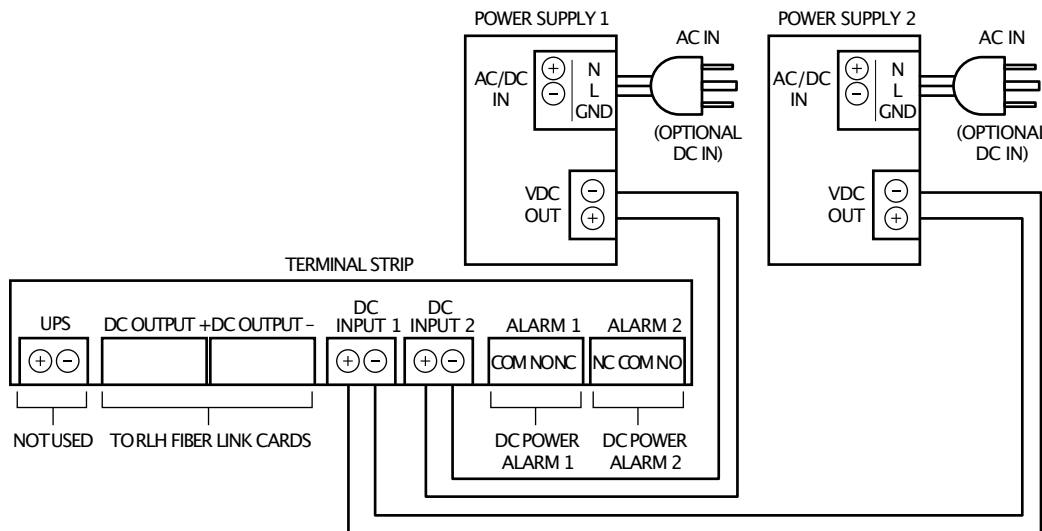 POWER SUPPLY 1
AC/DC
IN
+
−
N
L
GND
AC IN
(OPTIONAL
DC IN)
VDC
OUT
−
+
POWER SUPPLY 2
AC/DC
IN
+
−
N
L
GND
AC IN
(OPTIONAL
DC IN)
VDC
OUT
−
+
TERMINAL STRIP
UPS
+ −
DC OUTPUT +
DC OUTPUT –
DC
INPUT 1
+ −
DC
INPUT 2
+ −
ALARM 1
COM NO NC
ALARM 2
NC COM NO
NOT USED
TO RLH FIBER LINK CARDS
DC POWER
ALARM 1
DC POWER
ALARM 2